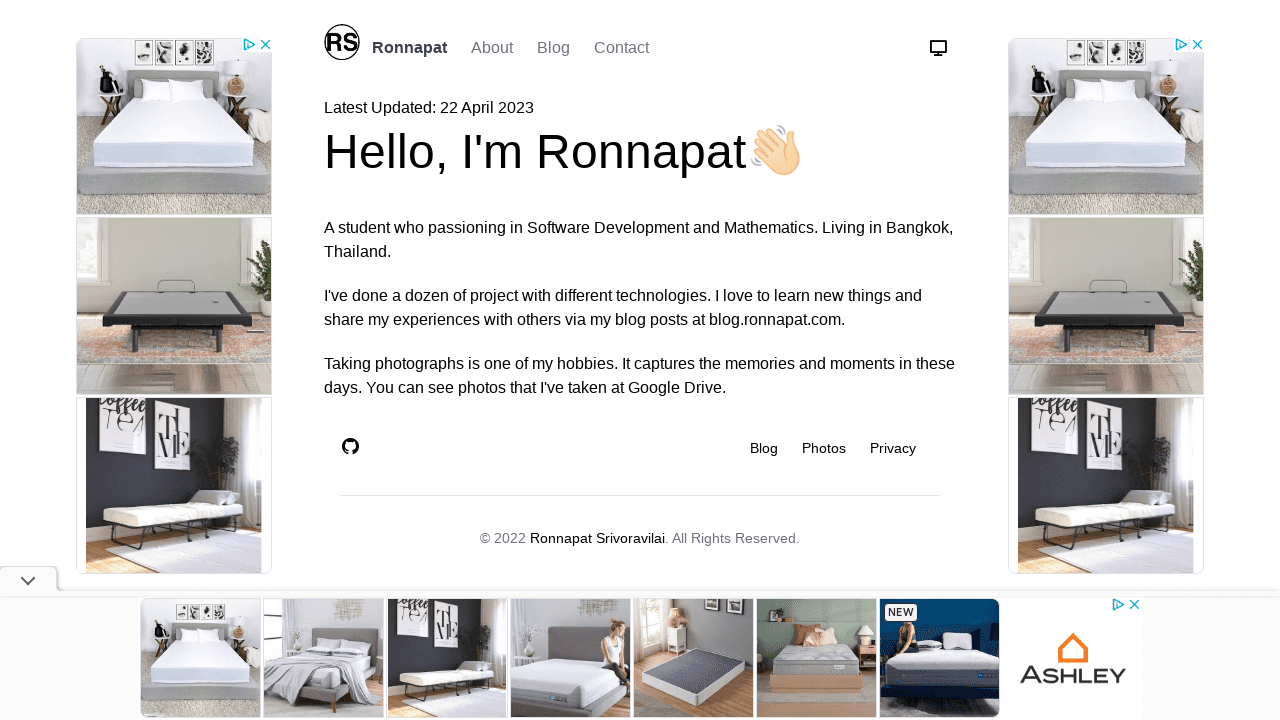 RS
Ronnapat About Blog Contact
Latest Updated: 22 April 2023
Hello, I'm Ronnapat👋🏻
A student who passioning in Software Development and Mathematics. Living in Bangkok,
Thailand.
I've done a dozen of project with different technologies. I love to learn new things and
share my experiences with others via my blog posts at blog.ronnapat.com.
Taking photographs is one of my hobbies. It captures the memories and moments in these
days. You can see photos that I've taken at Google Drive.
Blog Photos Privacy
© 2022 Ronnapat Srivoravilai. All Rights Reserved.
NEW
ASHLEY